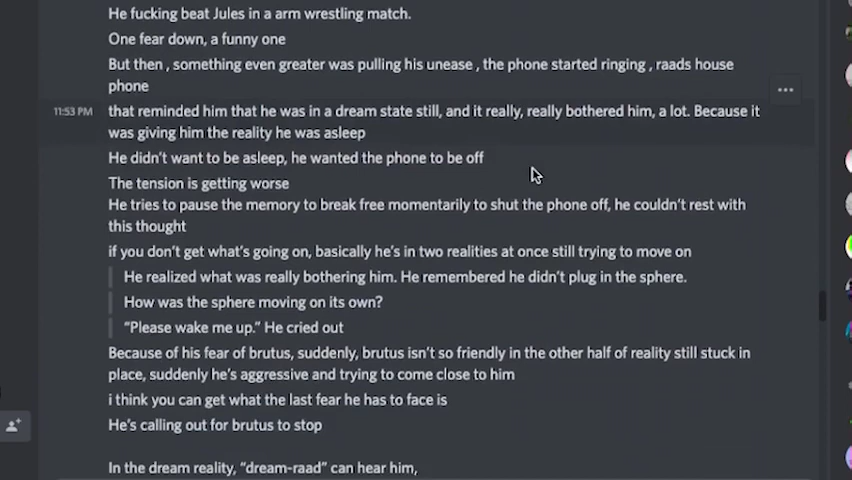 He fucking beat Jules in a arm wrestling match.
One fear down, a funny one
But then , something even greater was pulling his unease , the phone started ringing , raads house
phone
11:53 PM that reminded him that he was in a dream state still, and it really, really bothered him, a lot. Because it
was giving him the reality he was asleep
He didn't want to be asleep, he wanted the phone to be off
The tension is getting worse
He tries to pause the memory to break free momentarily to shut the phone off, he couldn't rest with
this thought
if you don't get what's going on, basically he's in two realities at once still trying to move on
He realized what was really bothering him. He remembered he didn't plug in the sphere.
How was the sphere moving on its own?
“Please wake me up.” He cried out
Because of his fear of brutus, suddenly, brutus isn't so friendly in the other half of reality still stuck in
place, suddenly he's aggressive and trying to come close to him
i think you can get what the last fear he has to face is
He's calling out for brutus to stop
In the dream reality, “dream-raad” can hear him,